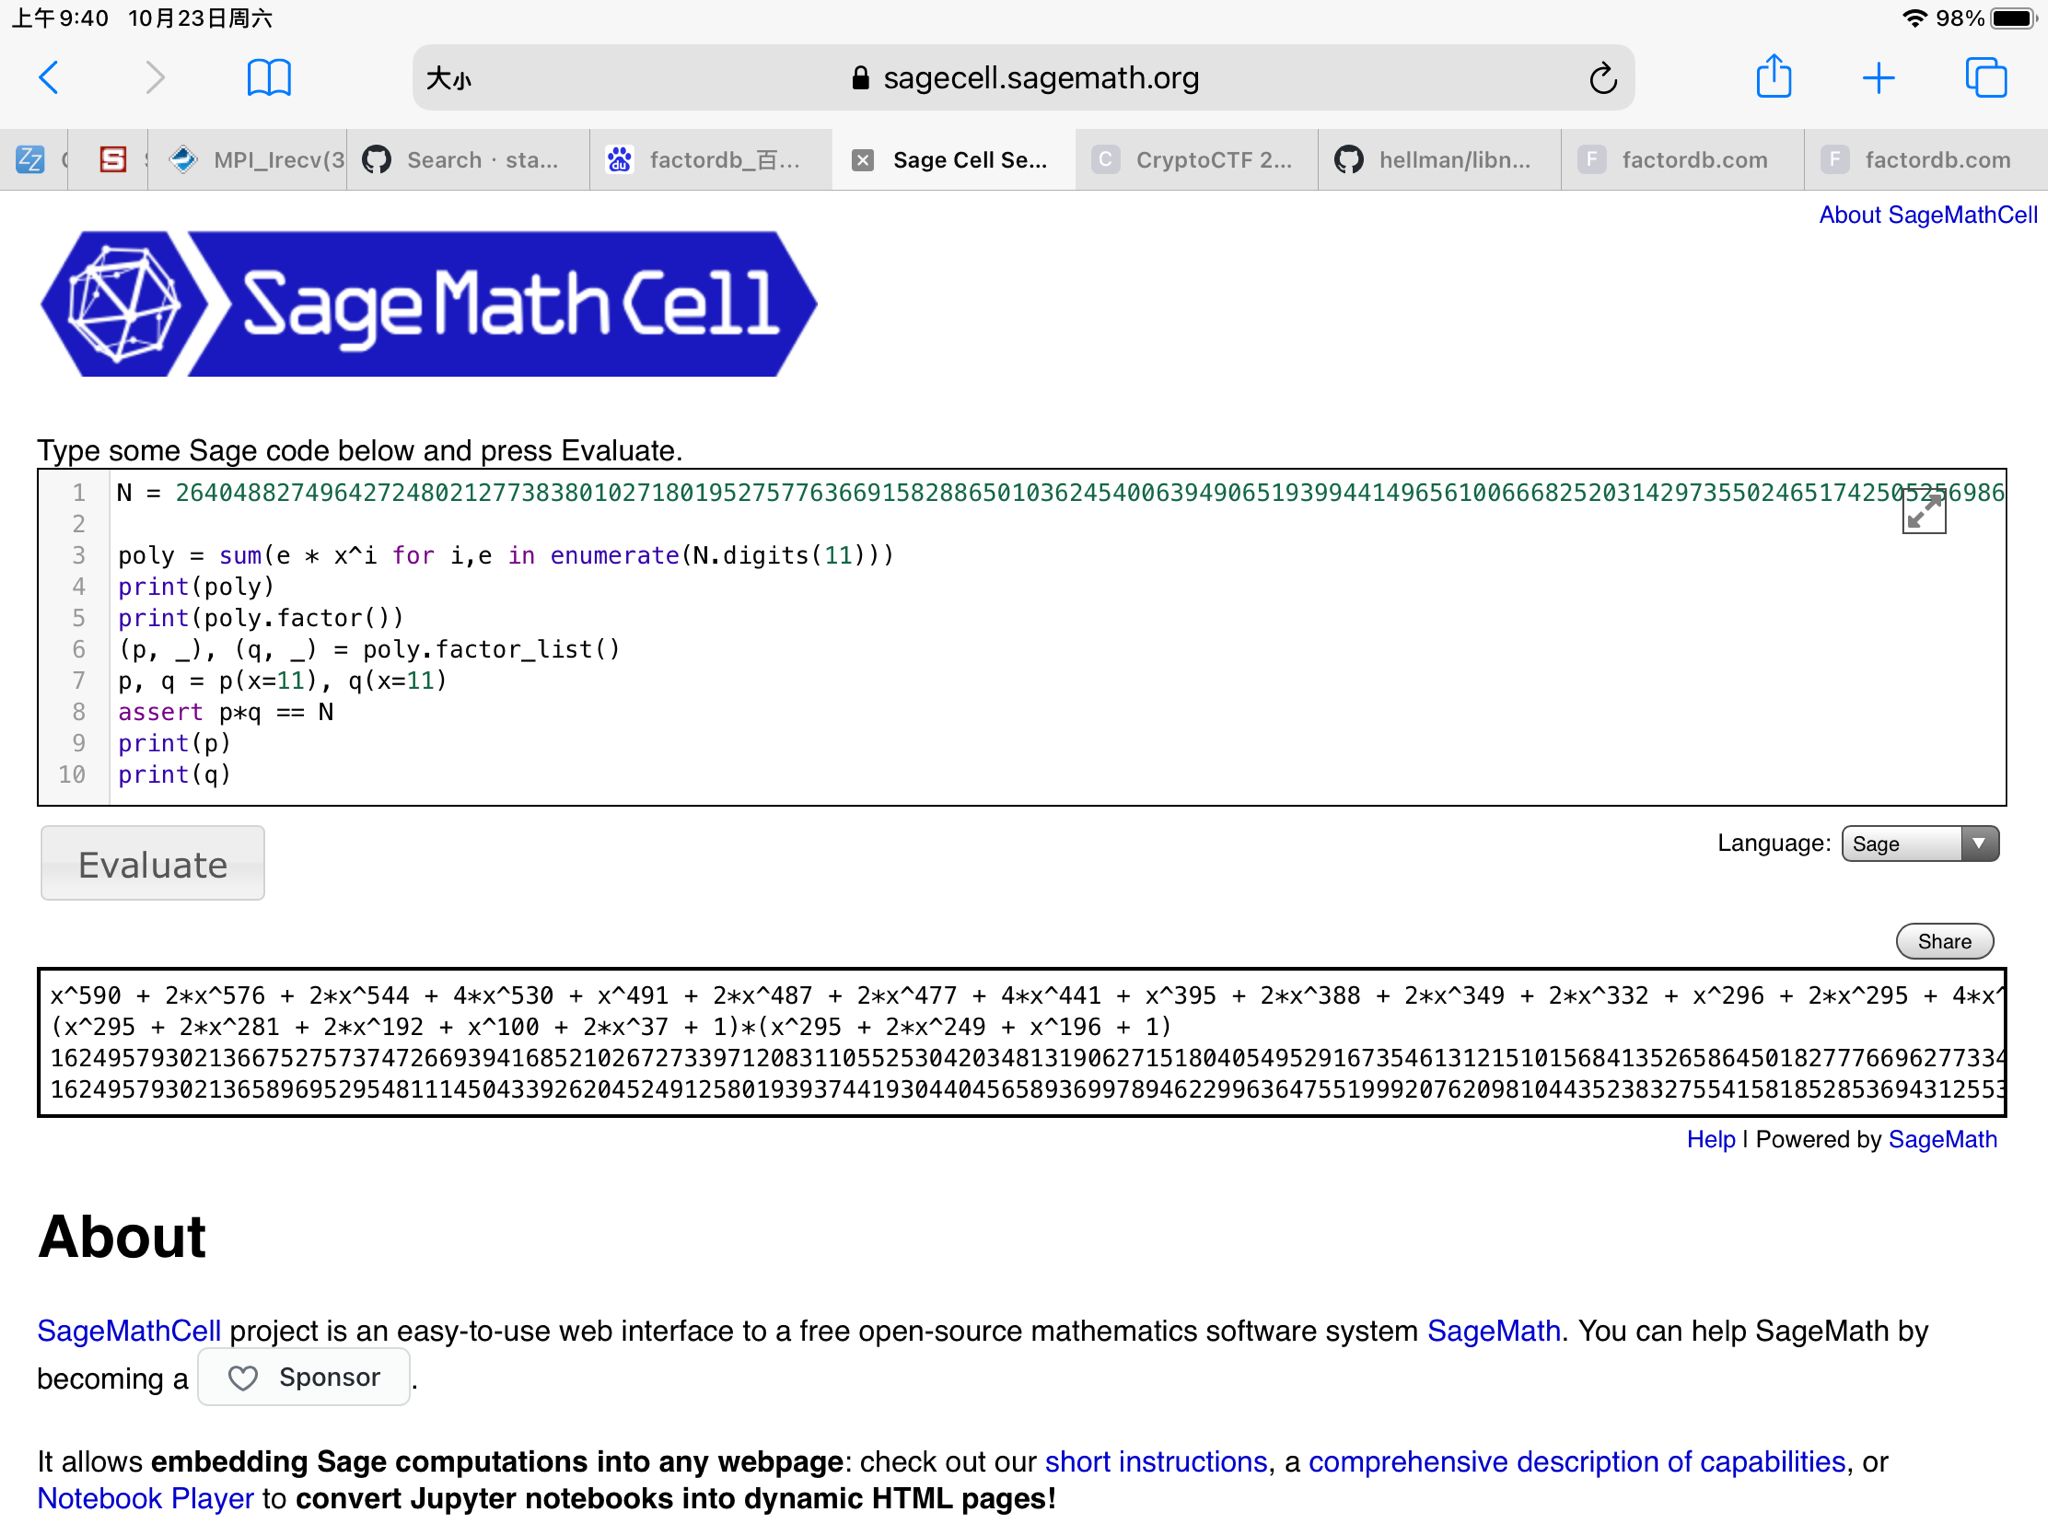 上午9:40 10月23日周六 98%
大小 sagecell.sagemath.org
MPI_Irecv(3 Search · sta... factordb_百... Sage Cell Se... CryptoCTF 2... hellman/libn... factordb.com factordb.com
About SageMathCell
SageMathCell
Type some Sage code below and press Evaluate.
1 N = 26404882749642724802127738380102718019527577636691582886501036245400639490651939944149656100666825203142973550246517425052556986
2
3 poly = sum(e * x^i for i,e in enumerate(N.digits(11)))
4 print(poly)
5 print(poly.factor())
6 (p, _), (q, _) = poly.factor_list()
7 p, q = p(x=11), q(x=11)
8 assert p*q == N
9 print(p)
10 print(q)
Evaluate Language: Sage
Share
x^590 + 2*x^576 + 2*x^544 + 4*x^530 + x^491 + 2*x^487 + 2*x^477 + 4*x^441 + x^395 + 2*x^388 + 2*x^349 + 2*x^332 + x^296 + 2*x^295 + 4*x^
(x^295 + 2*x^281 + 2*x^192 + x^100 + 2*x^37 + 1)*(x^295 + 2*x^249 + x^196 + 1)
1624957930213667527573747266939416852102672733971208311055253042034813190627151804054952916735461312151015684135265864501827776696277334
1624957930213658969529548111450433926204524912580193937441930440456589369978946229963647551999207620981044352383275541581852853694312553
Help | Powered by SageMath
About
SageMathCell project is an easy-to-use web interface to a free open-source mathematics software system SageMath. You can help SageMath by
becoming a Sponsor .
It allows embedding Sage computations into any webpage: check out our short instructions, a comprehensive description of capabilities, or
Notebook Player to convert Jupyter notebooks into dynamic HTML pages!